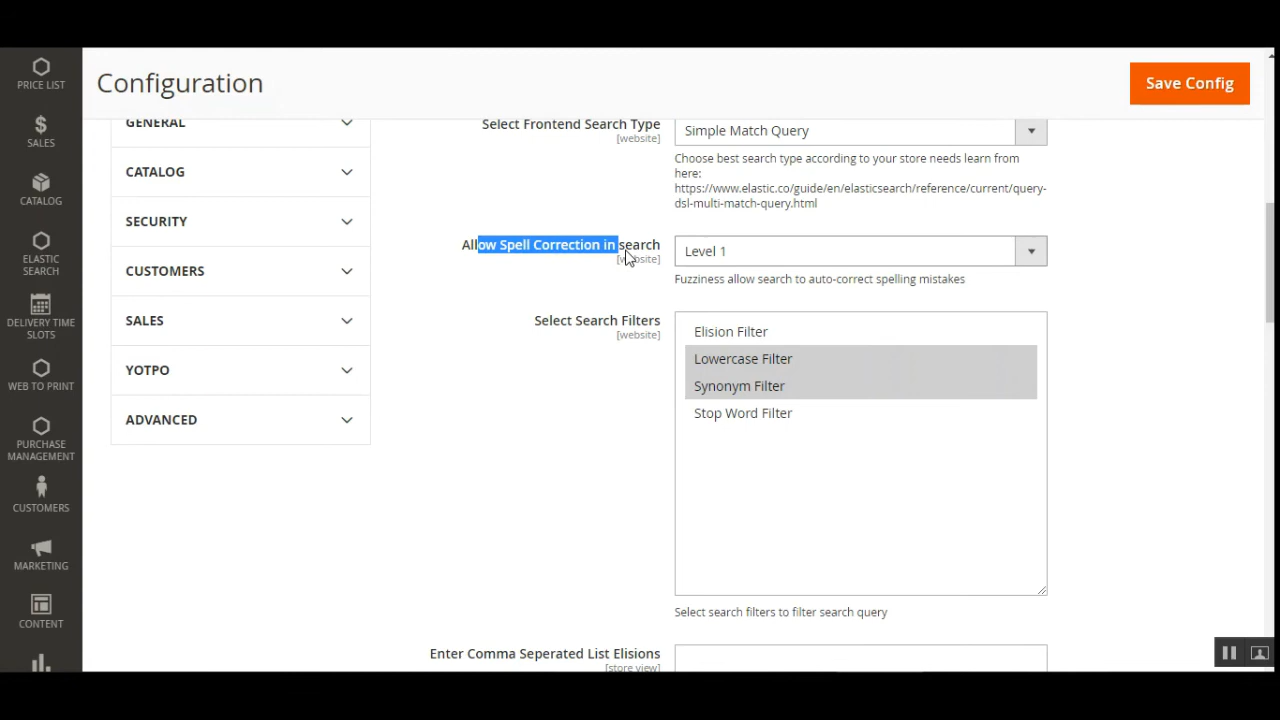 Configuration
Save Config
PRICE LIST
SALES
CATALOG
ELASTIC
SEARCH
DELIVERY TIME
SLOTS
WEB TO PRINT
PURCHASE
MANAGEMENT
CUSTOMERS
MARKETING
CONTENT
GENERAL
CATALOG
SECURITY
CUSTOMERS
SALES
YOTPO
ADVANCED
Select Frontend Search Type
[website]
Simple Match Query
Choose best search type according to your store needs learn from
here:
https://www.elastic.co/guide/en/elasticsearch/reference/current/query-
dsl-multi-match-query.html
Allow Spell Correction in search
[website]
Level 1
Fuzziness allow search to auto-correct spelling mistakes
Select Search Filters
[website]
Elision Filter
Lowercase Filter
Synonym Filter
Stop Word Filter
Select search filters to filter search query
Enter Comma Seperated List Elisions
[store view]